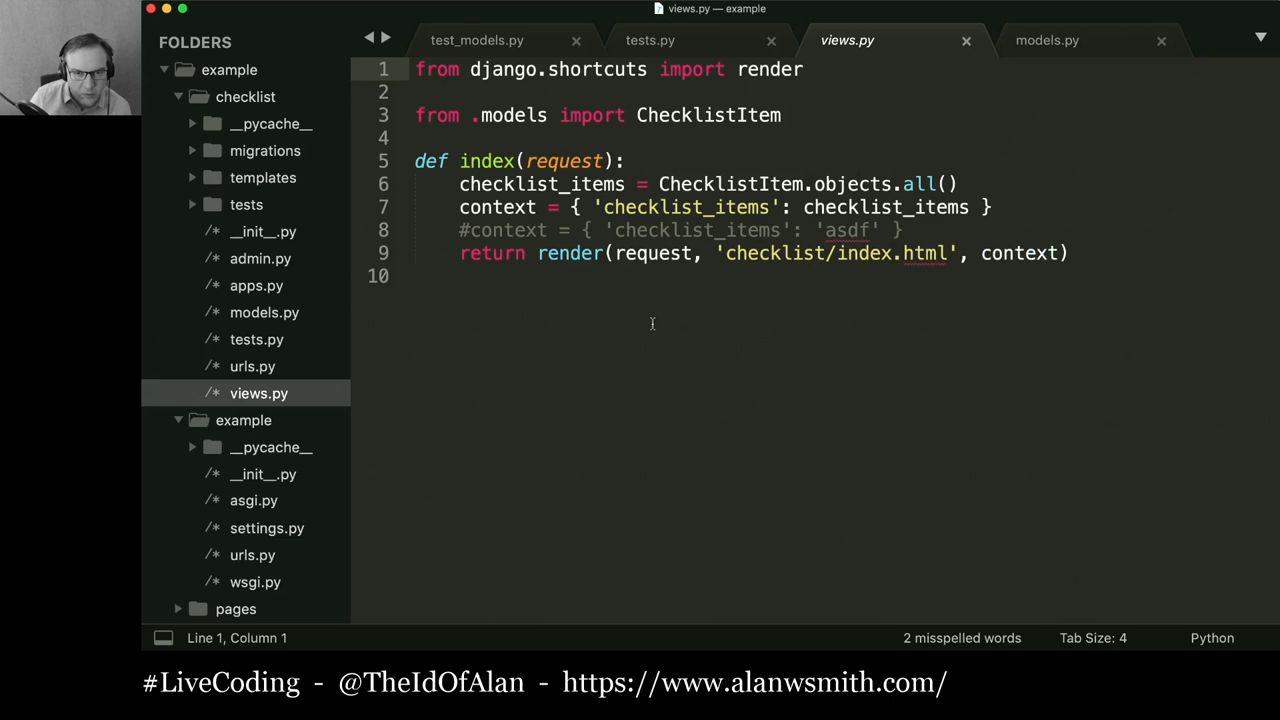 views.py — example
FOLDERS
example
checklist
__pycache__
migrations
templates
tests
/* __init__.py
/* admin.py
/* apps.py
/* models.py
/* tests.py
/* urls.py
/* views.py
example
__pycache__
/* __init__.py
/* asgi.py
/* settings.py
/* urls.py
/* wsgi.py
pages
test_models.py
tests.py
views.py
models.py
1 from django.shortcuts import render
2
3 from .models import ChecklistItem
4
5 def index(request):
6 checklist_items = ChecklistItem.objects.all()
7 context = { 'checklist_items': checklist_items }
8 #context = { 'checklist_items': 'asdf' }
9 return render(request, 'checklist/index.html', context)
10
Line 1, Column 1
2 misspelled words
Tab Size: 4
Python
#LiveCoding - @TheIdOfAlan - https://www.alanwsmith.com/